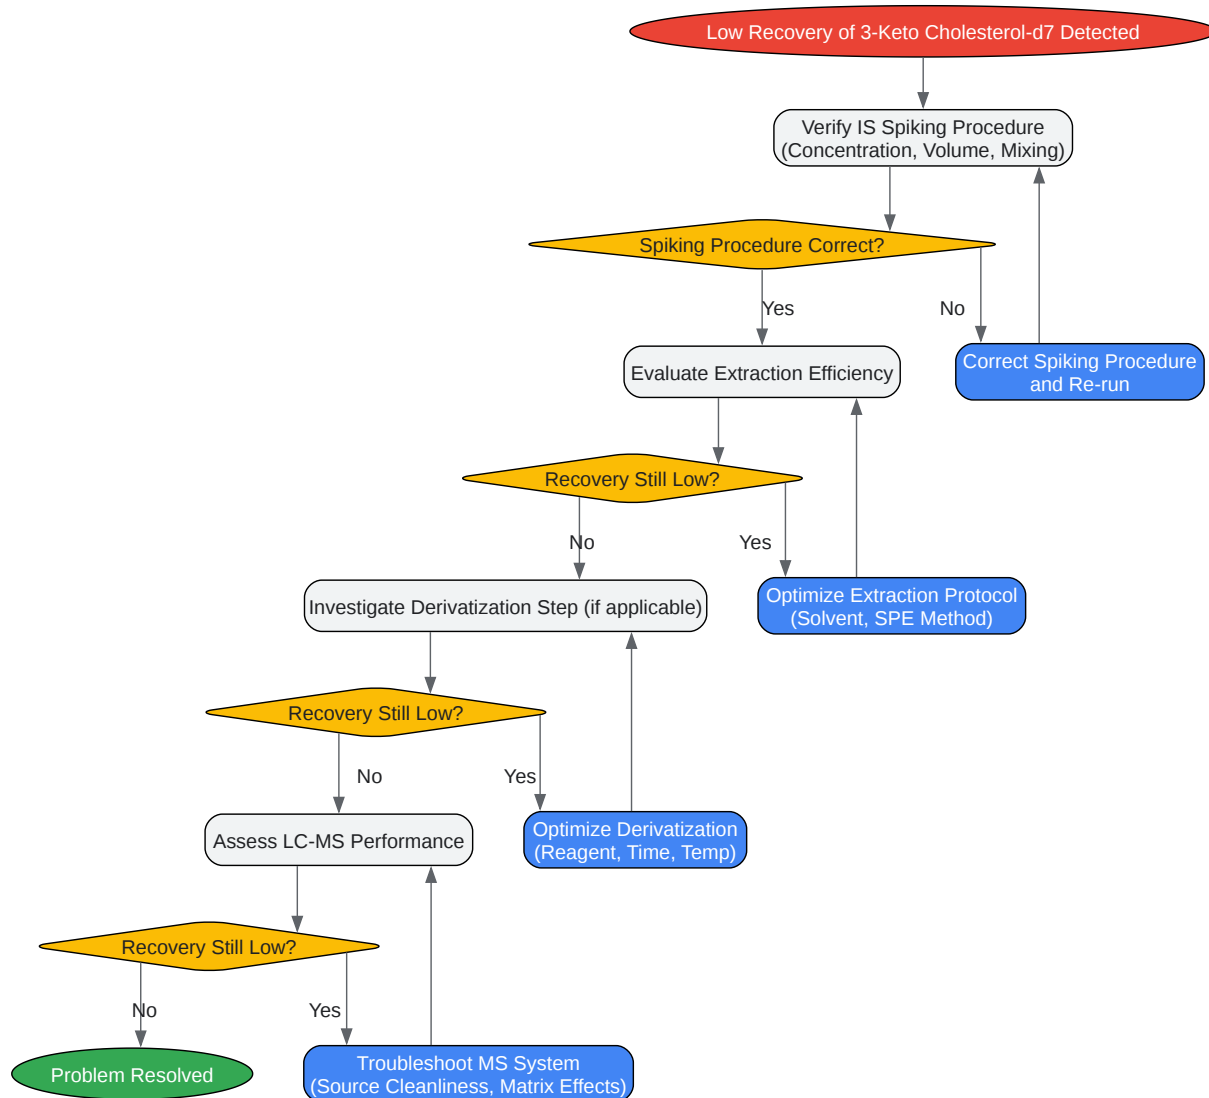 Low Recovery of 3-Keto Cholesterol-d7 Detected
Verify IS Spiking Procedure
(Concentration, Volume, Mixing)
Spiking Procedure Correct?
Yes
No
Evaluate Extraction Efficiency
Correct Spiking Procedure
and Re-run
Recovery Still Low?
No
Yes
Investigate Derivatization Step (if applicable)
Optimize Extraction Protocol
(Solvent, SPE Method)
Recovery Still Low?
No
Yes
Assess LC-MS Performance
Optimize Derivatization
(Reagent, Time, Temp)
Recovery Still Low?
No
Yes
Problem Resolved
Troubleshoot MS System
(Source Cleanliness, Matrix Effects)